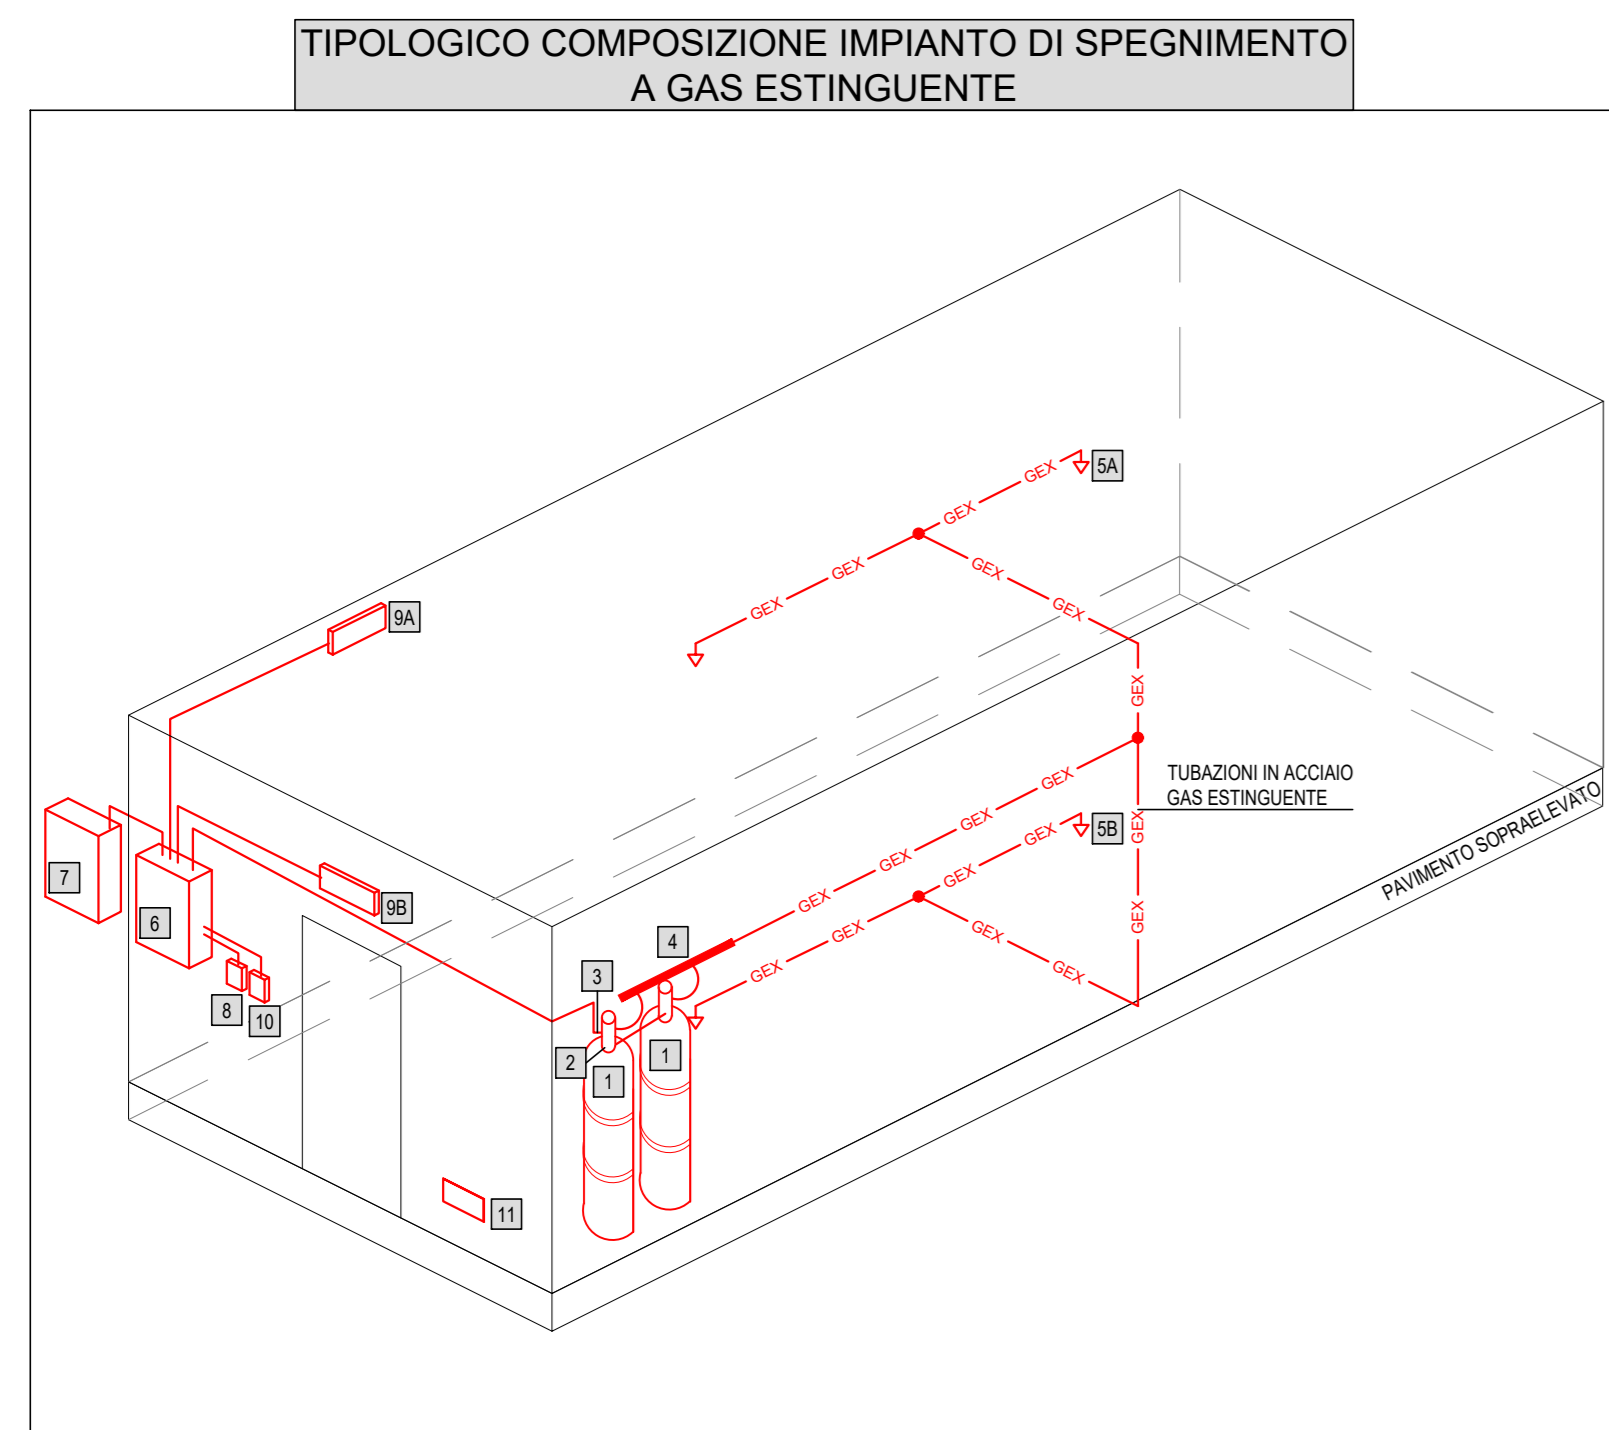 TIPOLOGICO COMPOSIZIONE IMPIANTO DI SPEGNIMENTO
A GAS ESTINGUENTE
GEX
5A
GEX
GEX
GEX
GEX
GEX
9A
GEX
TUBAZIONI IN ACCIAIO
GAS ESTINGUENTE
PAVIMENTO SOPRAELEVATO
GEX
GEX
GEX
GEX
GEX
GEX
5B
GEX
GEX
GEX
GEX
GEX
GEX
GEX
7
6
9B
4
3
8
10
2
1
1
11